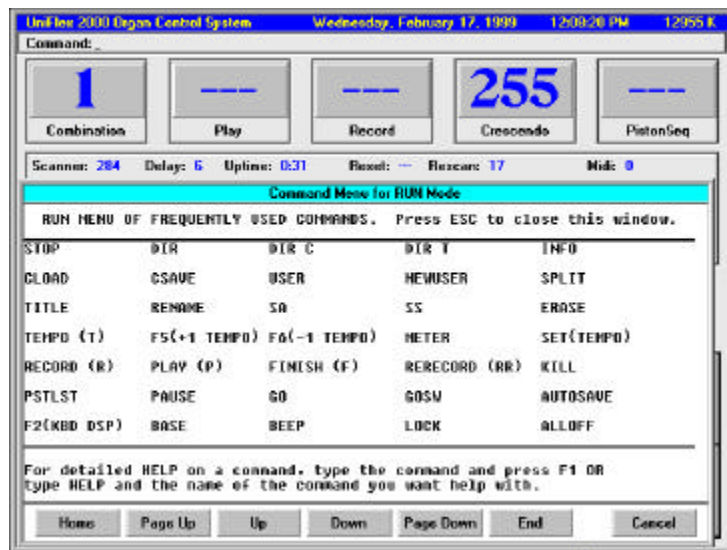 UniFlex 2000 Organ Control System Wednesday, February 17, 1999 12:09:20 PM 12955 K
Command: _
1 --- --- 255 ---
Combination Play Record Crescendo PistonSeq
Scanner: 284 Delay: 6 Uptime: 0:31 Reset: --- Rescan: 17 Midi: 0
Command Menu for RUN Mode
RUN MENU OF FREQUENTLY USED COMMANDS. Press ESC to close this window.
STOP DIR DIR C DIR T INFO
CLOAD CSAVE USER NEWUSER SPLIT
TITLE RENAME SA SS ERASE
TEMPO (T) F5(+1 TEMPO) F6(-1 TEMPO) METER SET(TEMPO)
RECORD (R) PLAY (P) FINISH (F) RERECORD (RR) KILL
PSTLST PAUSE GO GOSW AUTOSAVE
F2(KBD DSP) BASE BEEP LOCK ALLOFF
For detailed HELP on a command, type the command and press F1 OR
type HELP and the name of the command you want help with.
Home Page Up Up Down Page Down End Cancel